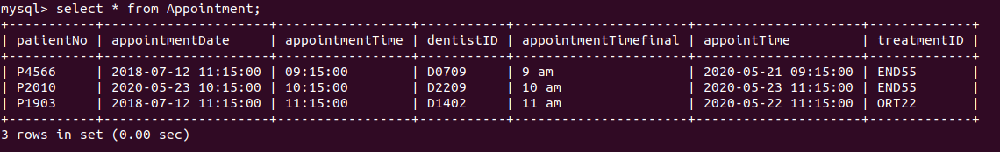 mysql> select * from Appointment;
+-----------+---------------------+-----------------+-----------+----------------------+---------------------+-------------+
| patientNo | appointmentDate     | appointmentTime | dentistID | appointmentTimefinal | appointTime         | treatmentID |
+-----------+---------------------+-----------------+-----------+----------------------+---------------------+-------------+
| P4566     | 2018-07-12 11:15:00 | 09:15:00        | D0709     | 9 am                 | 2020-05-21 09:15:00 | END55       |
| P2010     | 2020-05-23 10:15:00 | 10:15:00        | D2209     | 10 am                | 2020-05-23 11:15:00 | END55       |
| P1903     | 2018-07-12 11:15:00 | 11:15:00        | D1402     | 11 am                | 2020-05-22 11:15:00 | ORT22       |
+-----------+---------------------+-----------------+-----------+----------------------+---------------------+-------------+
3 rows in set (0.00 sec)